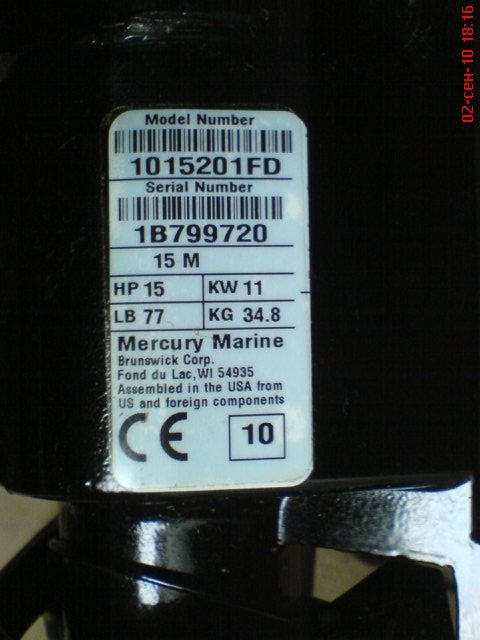 02-сен-10 18:16
Model Number
1015201FD
Serial Number
1B799720
15 M
HP 15 KW 11
LB 77 KG 34.8
Mercury Marine
Brunswick Corp.
Fond du Lac,WI 54935
Assembled in the USA from
US and foreign components
CE 10